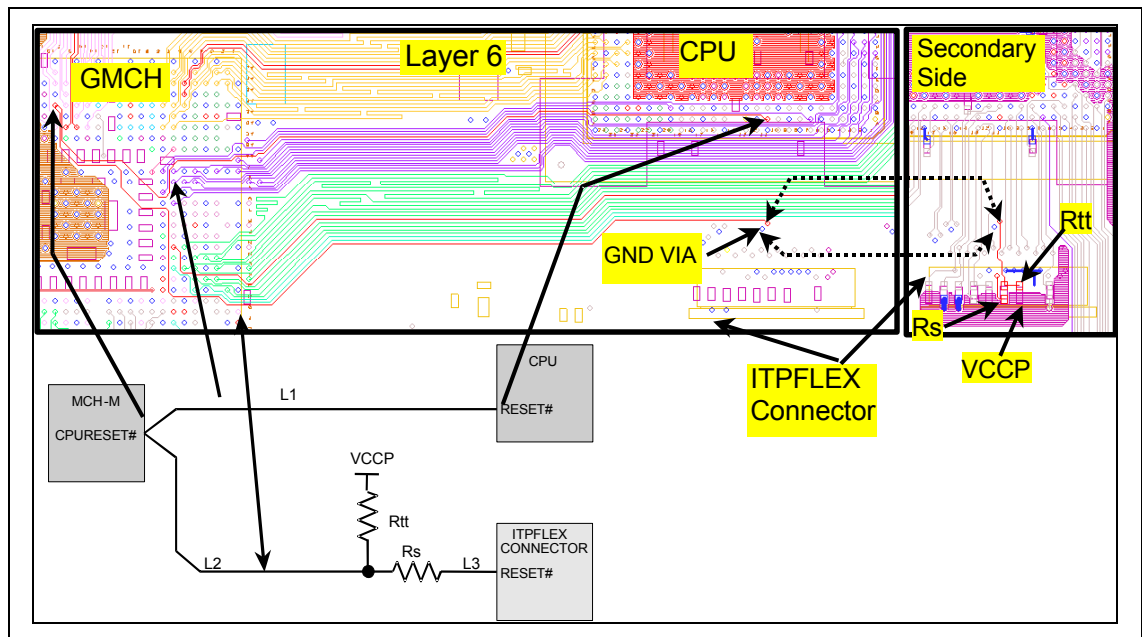 GMCH
Layer 6
CPU
Secondary
Side
GND VIA
Rtt
Rs
VCCP
ITPFLEX
Connector
MCH-M
CPURESET#
L1
CPU
RESET#
VCCP
Rtt
L2
Rs
L3
ITPFLEX
CONNECTOR
RESET#